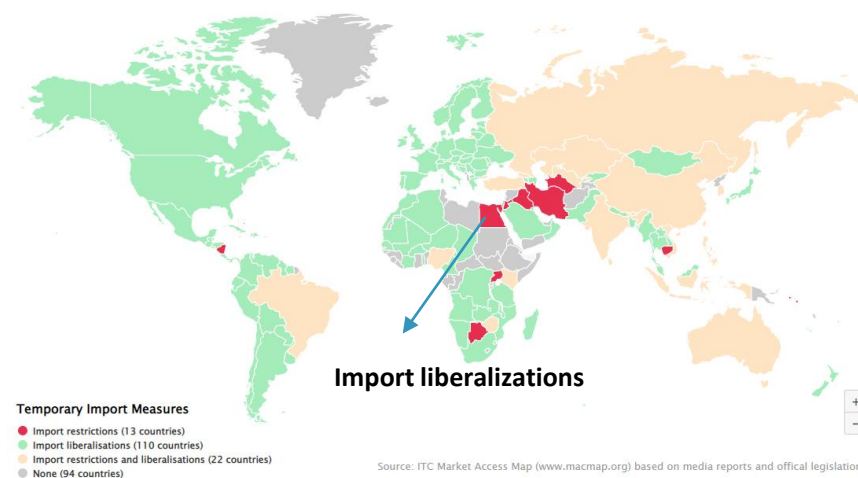 Import liberalizations
Temporary Import Measures
Import restrictions (13 countries)
Import liberalisations (110 countries)
Import restrictions and liberalisations (22 countries)
None (94 countries)
+
−
Source: ITC Market Access Map (www.macmap.org) based on media reports and offical legislation